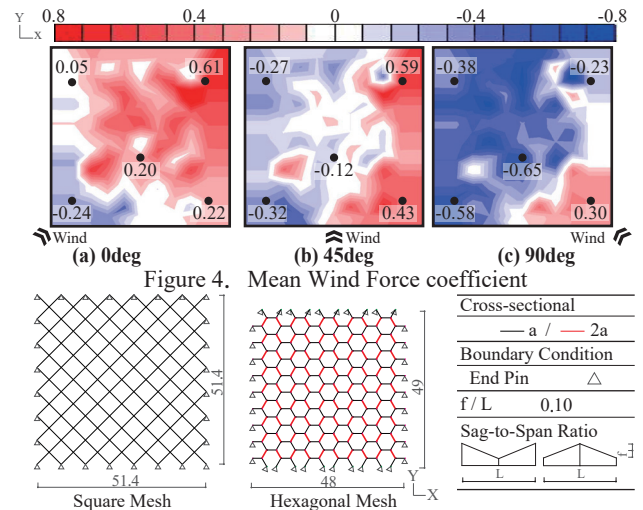 Y
x
0.8 0.4 0 -0.4 -0.8
0.05 0.61
0.20
-0.24 0.22
-0.27 0.59
-0.12
-0.32 0.43
-0.38 -0.23
-0.65
-0.58 0.30
Wind Wind Wind
(a) 0deg (b) 45deg (c) 90deg
Figure 4. Mean Wind Force coefficient
51.4
51.4
Square Mesh
49
48
Y
X
Hexagonal Mesh
Cross-sectional
a / 2a
Boundary Condition
End Pin △
f / L 0.10
Sag-to-Span Ratio
f
L L